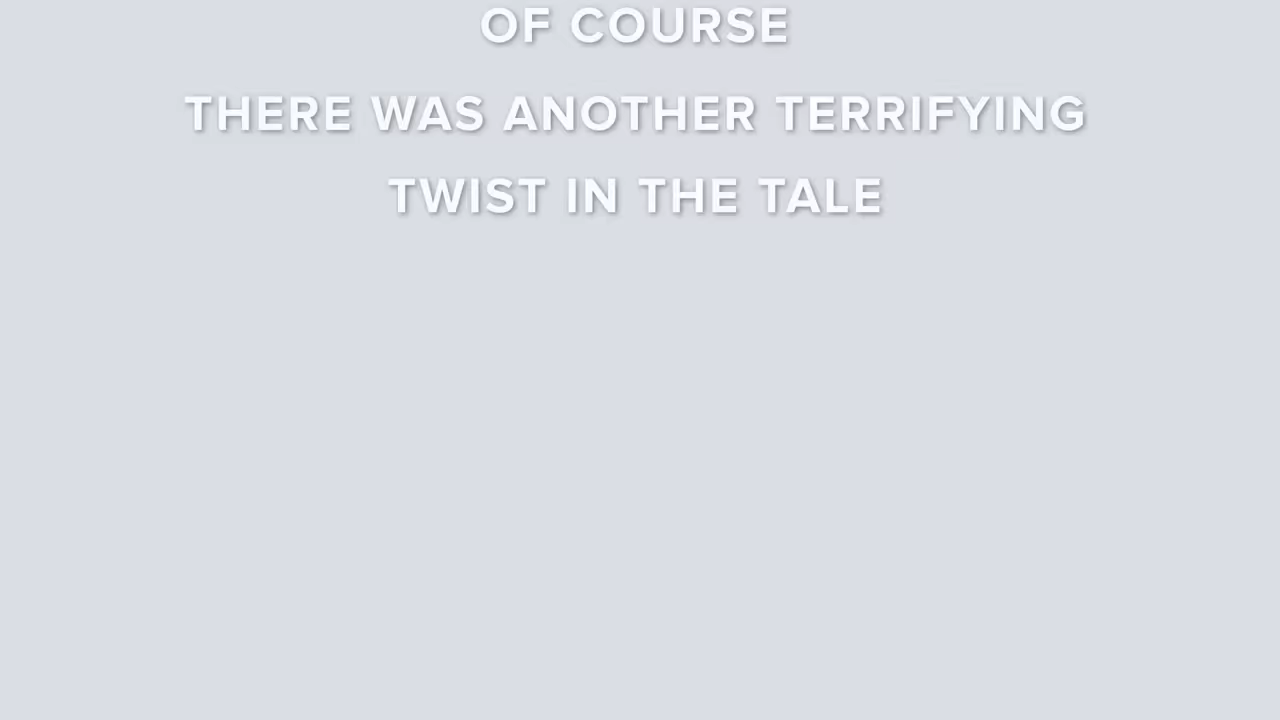 OF COURSE
THERE WAS ANOTHER TERRIFYING
TWIST IN THE TALE